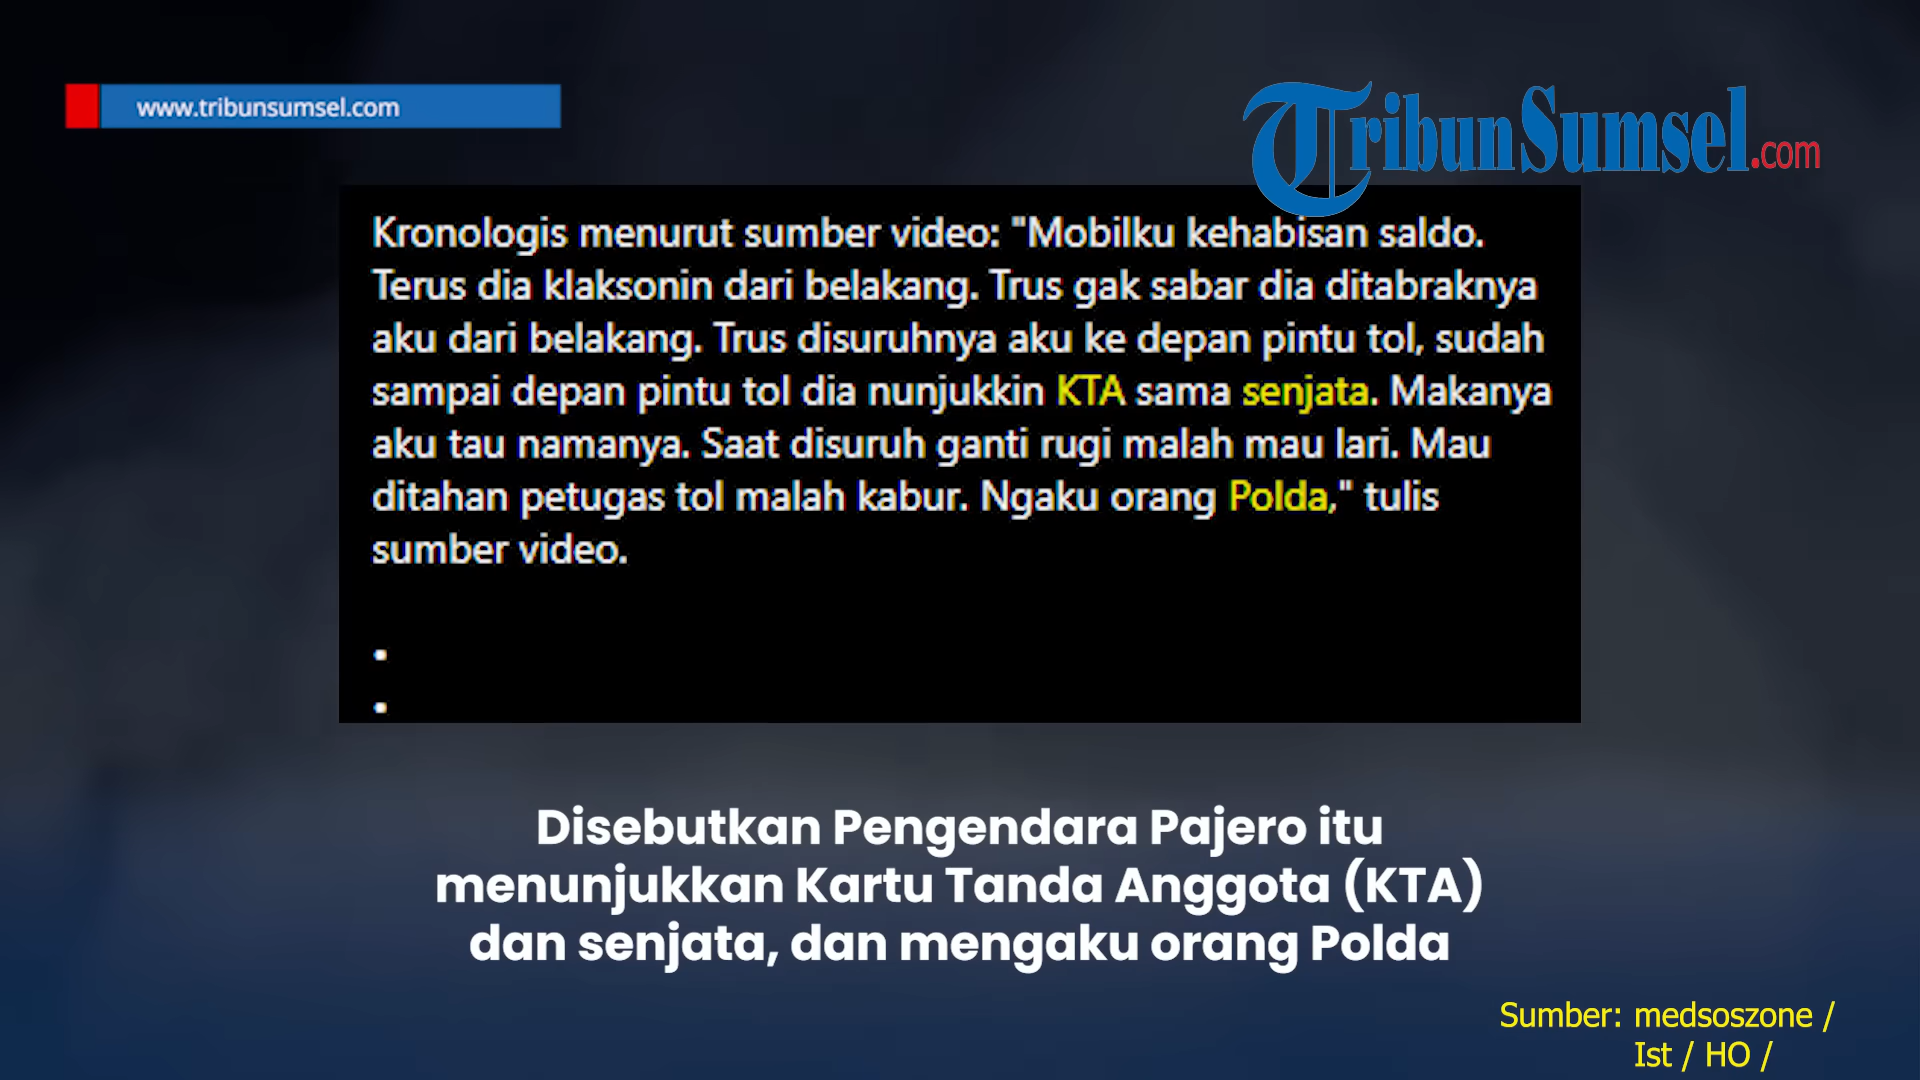 www.tribunsumsel.com
TribunSumsel.com
Kronologis menurut sumber video: "Mobilku kehabisan saldo.
Terus dia klaksonin dari belakang. Trus gak sabar dia ditabraknya
aku dari belakang. Trus disuruhnya aku ke depan pintu tol, sudah
sampai depan pintu tol dia nunjukkin KTA sama senjata. Makanya
aku tau namanya. Saat disuruh ganti rugi malah mau lari. Mau
ditahan petugas tol malah kabur. Ngaku orang Polda," tulis
sumber video.
•
•
Disebutkan Pengendara Pajero itu
menunjukkan Kartu Tanda Anggota (KTA)
dan senjata, dan mengaku orang Polda
Sumber: medsoszone /
Ist / HO /